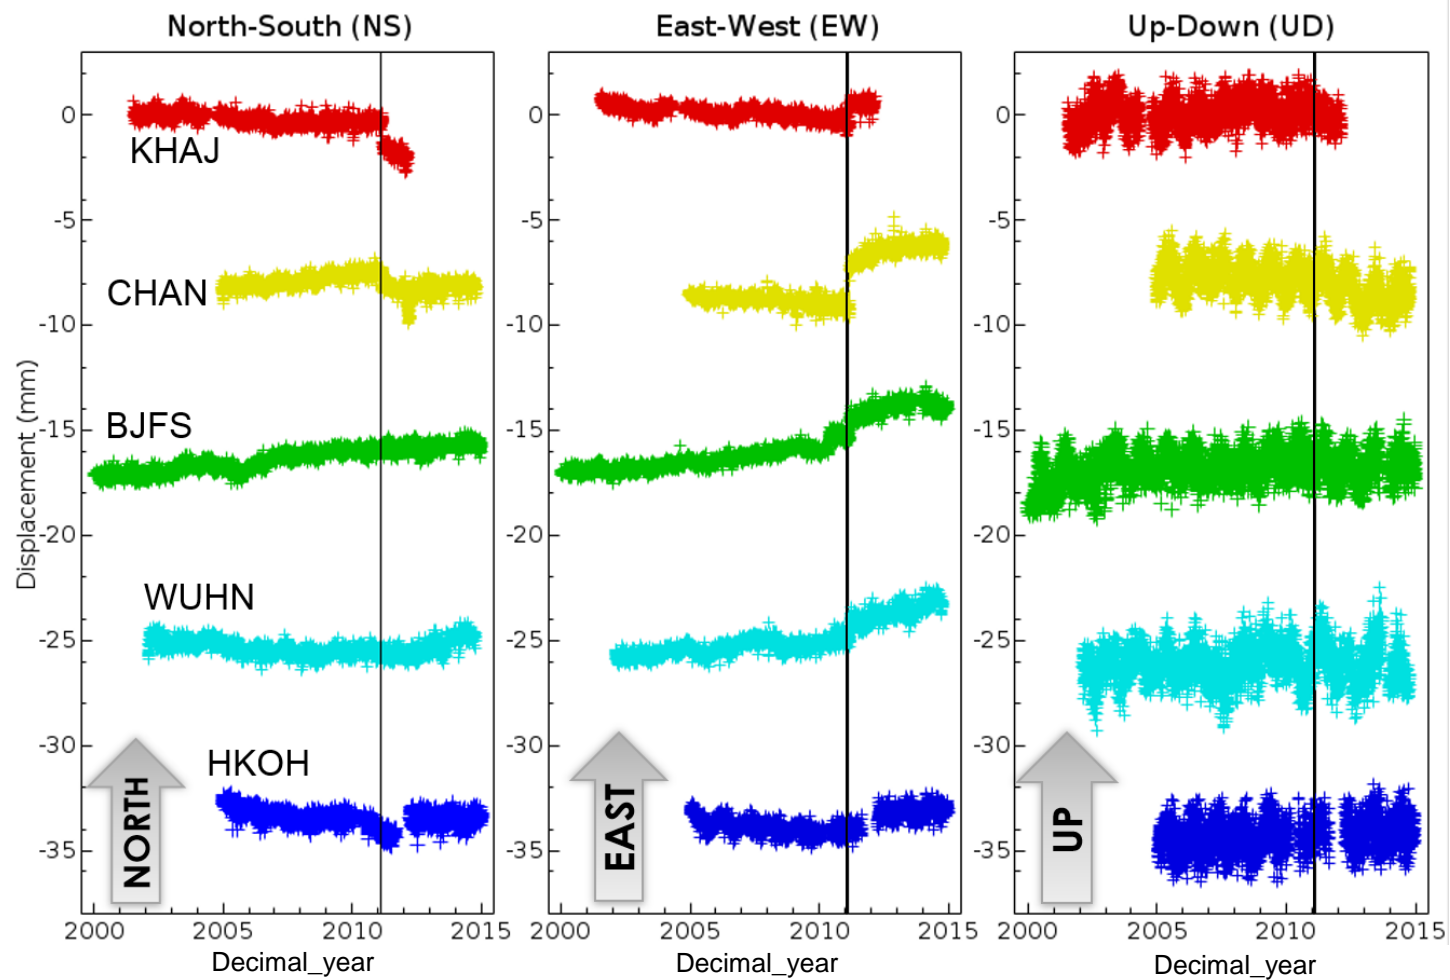 North-South (NS)
East-West (EW)
Up-Down (UD)
Displacement (mm)
0
-5
-10
-15
-20
-25
-30
-35
KHAJ
CHAN
BJFS
WUHN
HKOH
NORTH
2000 2005 2010 2015
Decimal_year
0
-5
-10
-15
-20
-25
-30
-35
EAST
2000 2005 2010 2015
Decimal_year
0
-5
-10
-15
-20
-25
-30
-35
UP
2000 2005 2010 2015
Decimal_year